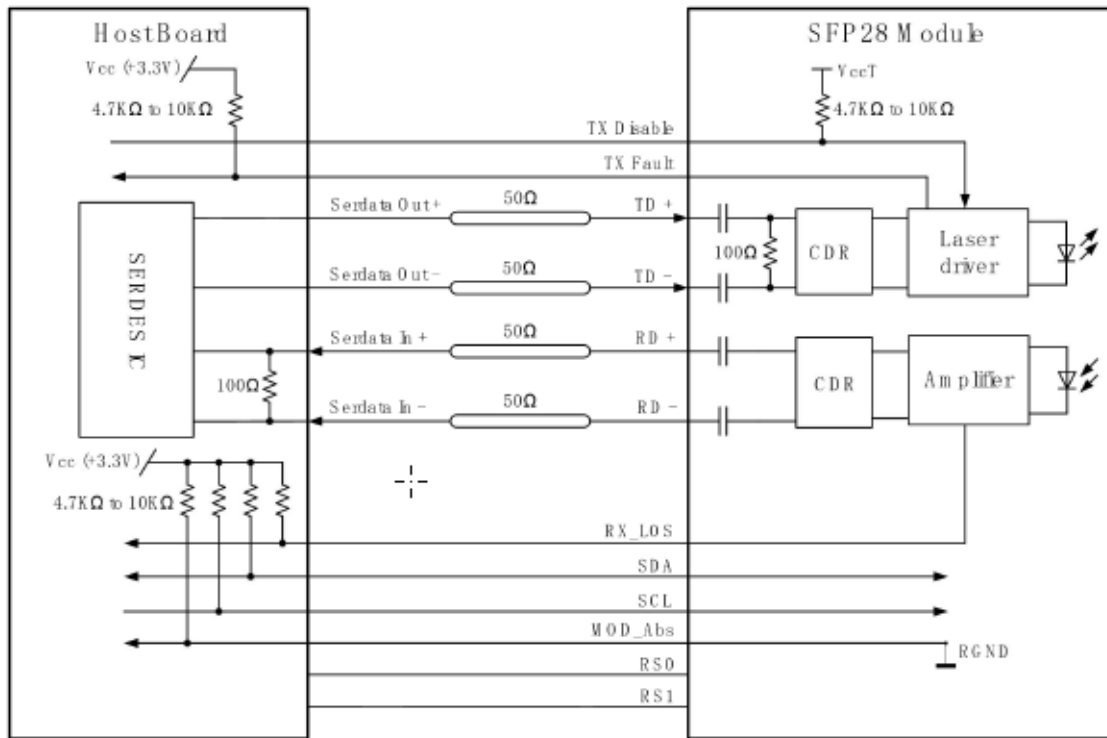 HostBoard
Vcc (+3.3V)
4.7KΩ to 10KΩ
SFP28 Module
VccT
4.7KΩ to 10KΩ
TX Disable
TX Fault
SERDES IC
Serdata Out+
50Ω
TD +
Serdata Out-
50Ω
TD -
100Ω
CDR
Laser
driver
Serdata In +
50Ω
RD +
Serdata In -
50Ω
RD -
100Ω
CDR
Amplifier
Vcc (+3.3V)
4.7KΩ to 10KΩ
RX_LOS
SDA
SCL
MOD_Abs
RGND
RS0
RS1